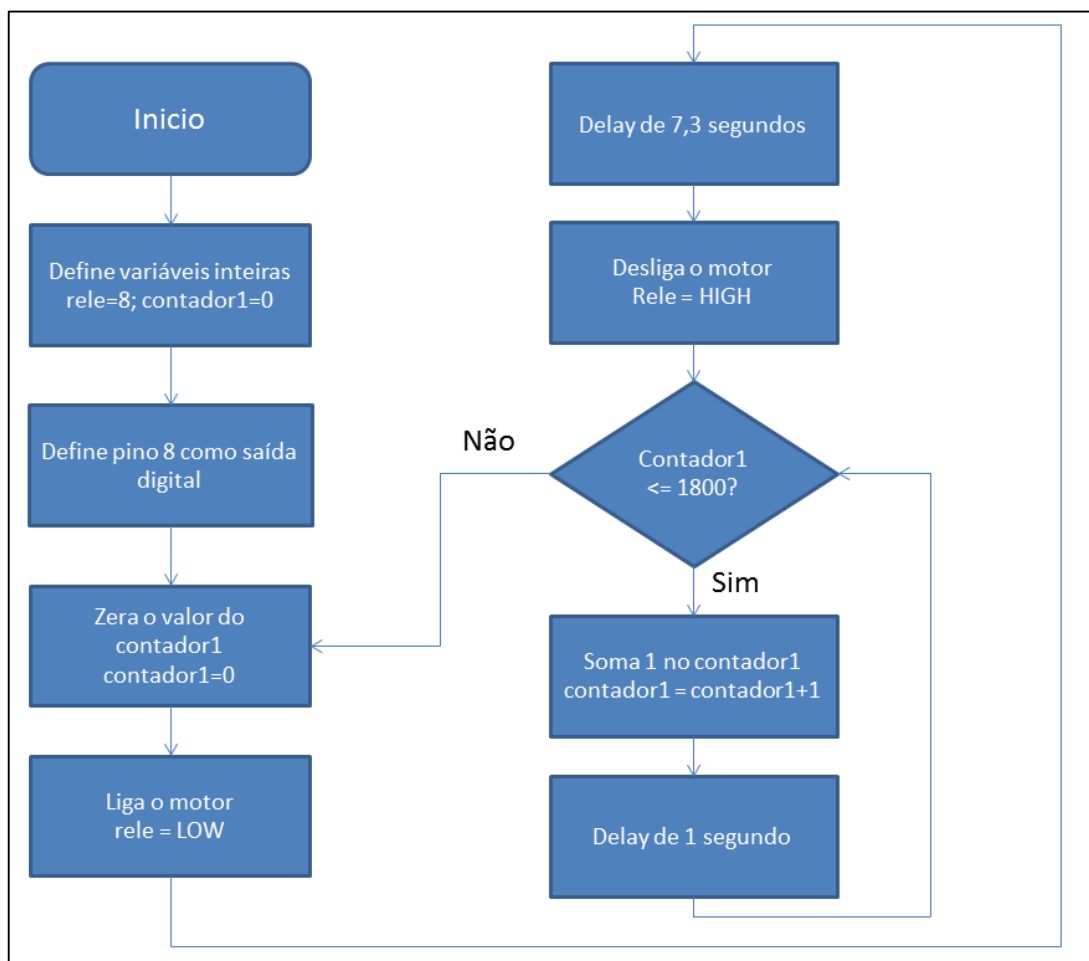 Inicio
Define variáveis inteiras
rele=8; contador1=0
Define pino 8 como saída
digital
Zera o valor do
contador1
contador1=0
Liga o motor
rele = LOW
Delay de 7,3 segundos
Desliga o motor
Rele = HIGH
Contador1
<= 1800?
Não
Sim
Soma 1 no contador1
contador1 = contador1+1
Delay de 1 segundo